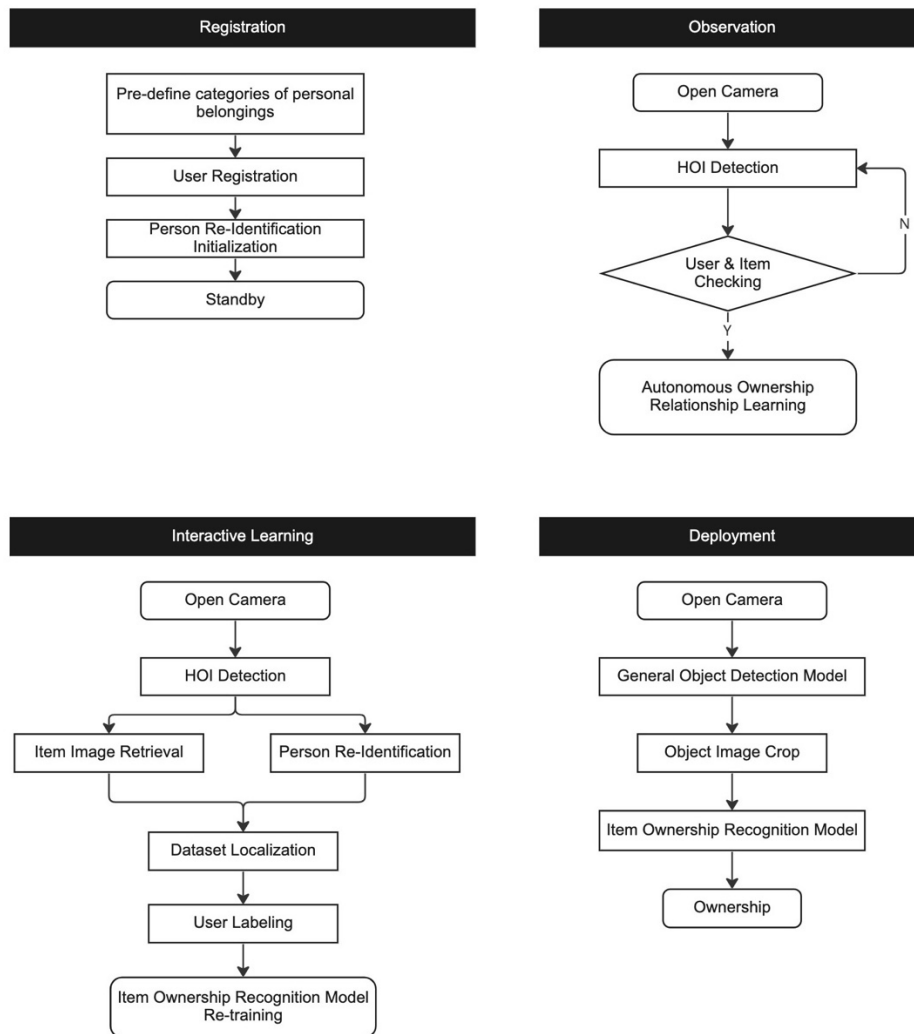 Registration
Pre-define categories of personal
belongings
User Registration
Person Re-Identification
Initialization
Standby
Observation
Open Camera
HOI Detection
N
User & Item
Checking
Y
Autonomous Ownership
Relationship Learning
Interactive Learning
Open Camera
HOI Detection
Item Image Retrieval
Person Re-Identification
Dataset Localization
User Labeling
Item Ownership Recognition Model
Re-training
Deployment
Open Camera
General Object Detection Model
Object Image Crop
Item Ownership Recognition Model
Ownership